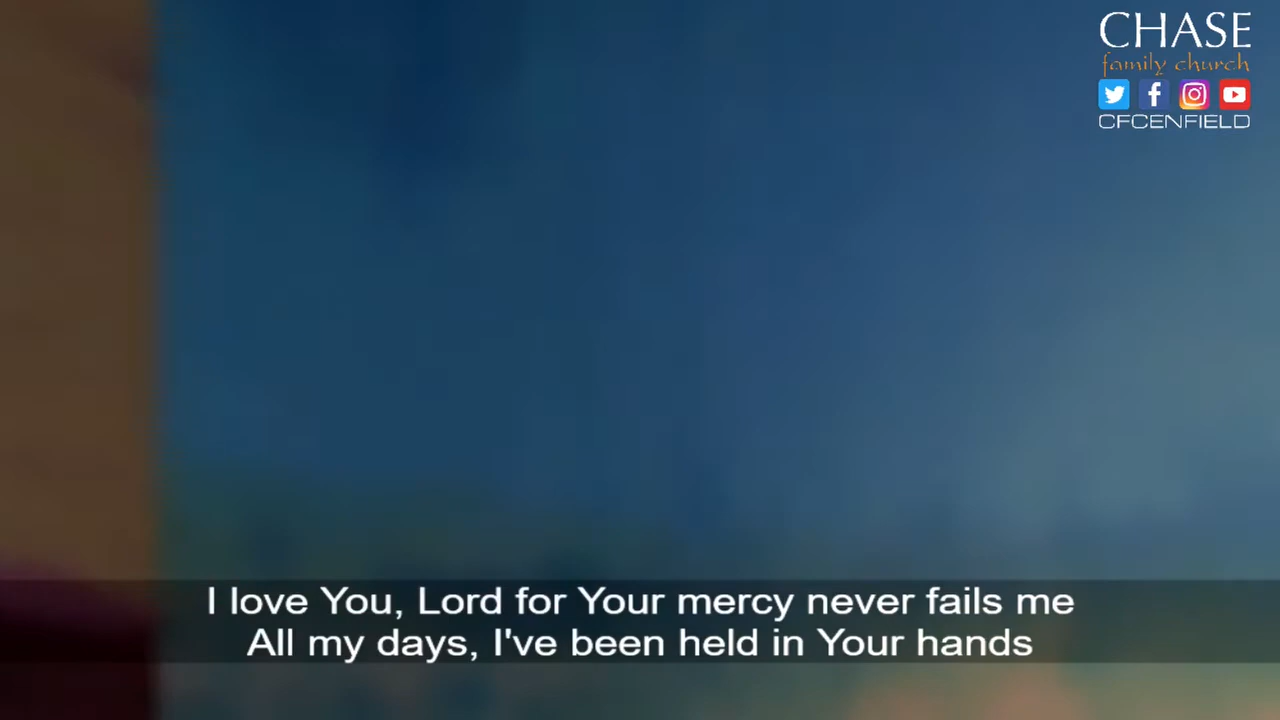 CHASE
family church
CFCENFIELD
I love You, Lord for Your mercy never fails me
All my days, I've been held in Your hands